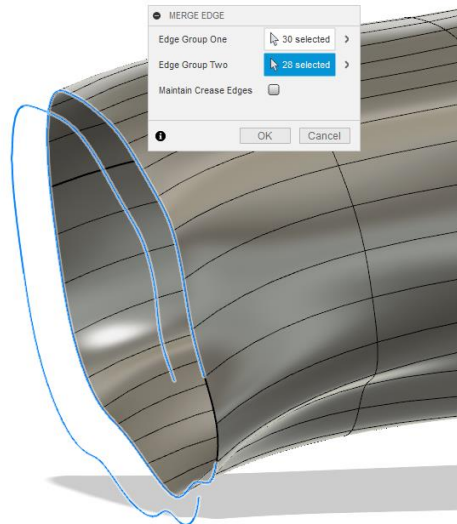 MERGE EDGE
Edge Group One 30 selected
Edge Group Two 28 selected
Maintain Crease Edges
OK Cancel